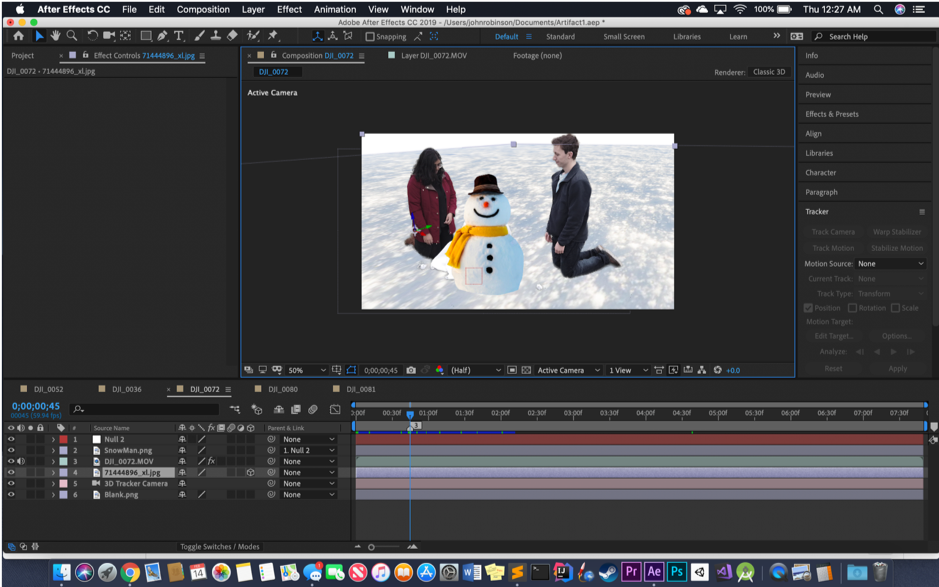 After Effects CC File Edit Composition Layer Effect Animation View Window Help 100% Thu 12:27 AM
Adobe After Effects CC 2019 - /Users/johnrobinson/Documents/Artifact1.aep *
Snapping Default Standard Small Screen Libraries Learn Search Help
Project Effect Controls 71444896_xl.jpg Composition DJI_0072 Layer DJI_0072.MOV Footage (none) Info
DJI_0072 • 71444896_xl.jpg DJI_0072 Renderer: Classic 3D
Audio
Active Camera
Preview
Effects & Presets
Align
Libraries
Character
Paragraph
Tracker
Track Camera Warp Stabilizer
Track Motion Stabilize Motion
Motion Source: None
Current Track: None
Track Type: Transform
Position Rotation Scale
Motion Target:
Edit Target... Options...
Analyze:
Reset Apply
50% 0;00;00;45 (Half) Active Camera 1 View +0.0
DJI_0052 DJI_0036 DJI_0072 DJI_0080 DJI_0081
0;00;00;45
00045 (59.94 fps)
:00f 00:30f 01:00f 01:30f 02:00f 02:30f 03:00f 03:30f 04:00f 04:30f 05:00f 05:30f 06:00f 06:30f 07:00f 07:30f
3
# Source Name Parent & Link
1 Null 2 None
2 SnowMan.png 1. Null 2
3 DJI_0072.MOV fx None
4 71444896_xl.jpg None
5 3D Tracker Camera None
6 Blank.png None
Toggle Switches / Modes
14 Pr Ae Ps